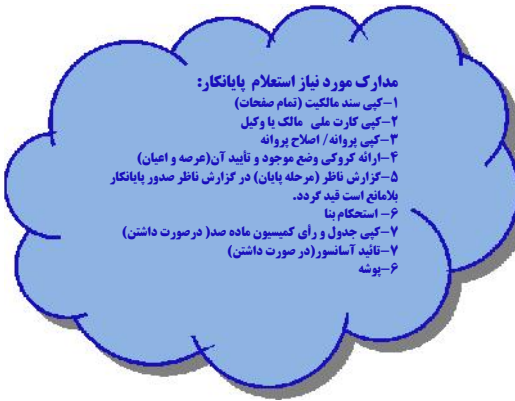 مدارک مورد نیاز استعلام پایانکار:
۱-کپی سند مالکیت (تمام صفحات)
۲-کپی کارت ملی مالک یا وکیل
۳-کپی پروانه/ اصلاح پروانه
۴-ارائه کروکی وضع موجود و تأیید آن(عرصه و اعیان)
۵-گزارش ناظر (مرحله پایان) در گزارش ناظر صدور پایانکار
بلامانع است قید گردد.
۶- استحکام بنا
۷-کپی جدول و رأی کمیسیون ماده صد( درصورت داشتن)
۷-تائید آسانسور(در صورت داشتن)
۶-پوشه